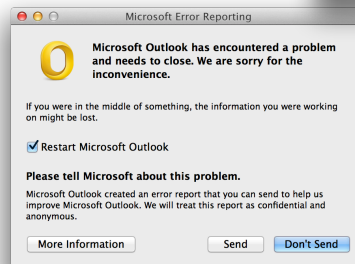 Microsoft Error Reporting
Microsoft Outlook has encountered a problem
and needs to close. We are sorry for the
inconvenience.
If you were in the middle of something, the information you were working
on might be lost.
Restart Microsoft Outlook
Please tell Microsoft about this problem.
Microsoft Outlook created an error report that you can send to help us
improve Microsoft Outlook. We will treat this report as confidential and
anonymous.
More Information
Send
Don't Send